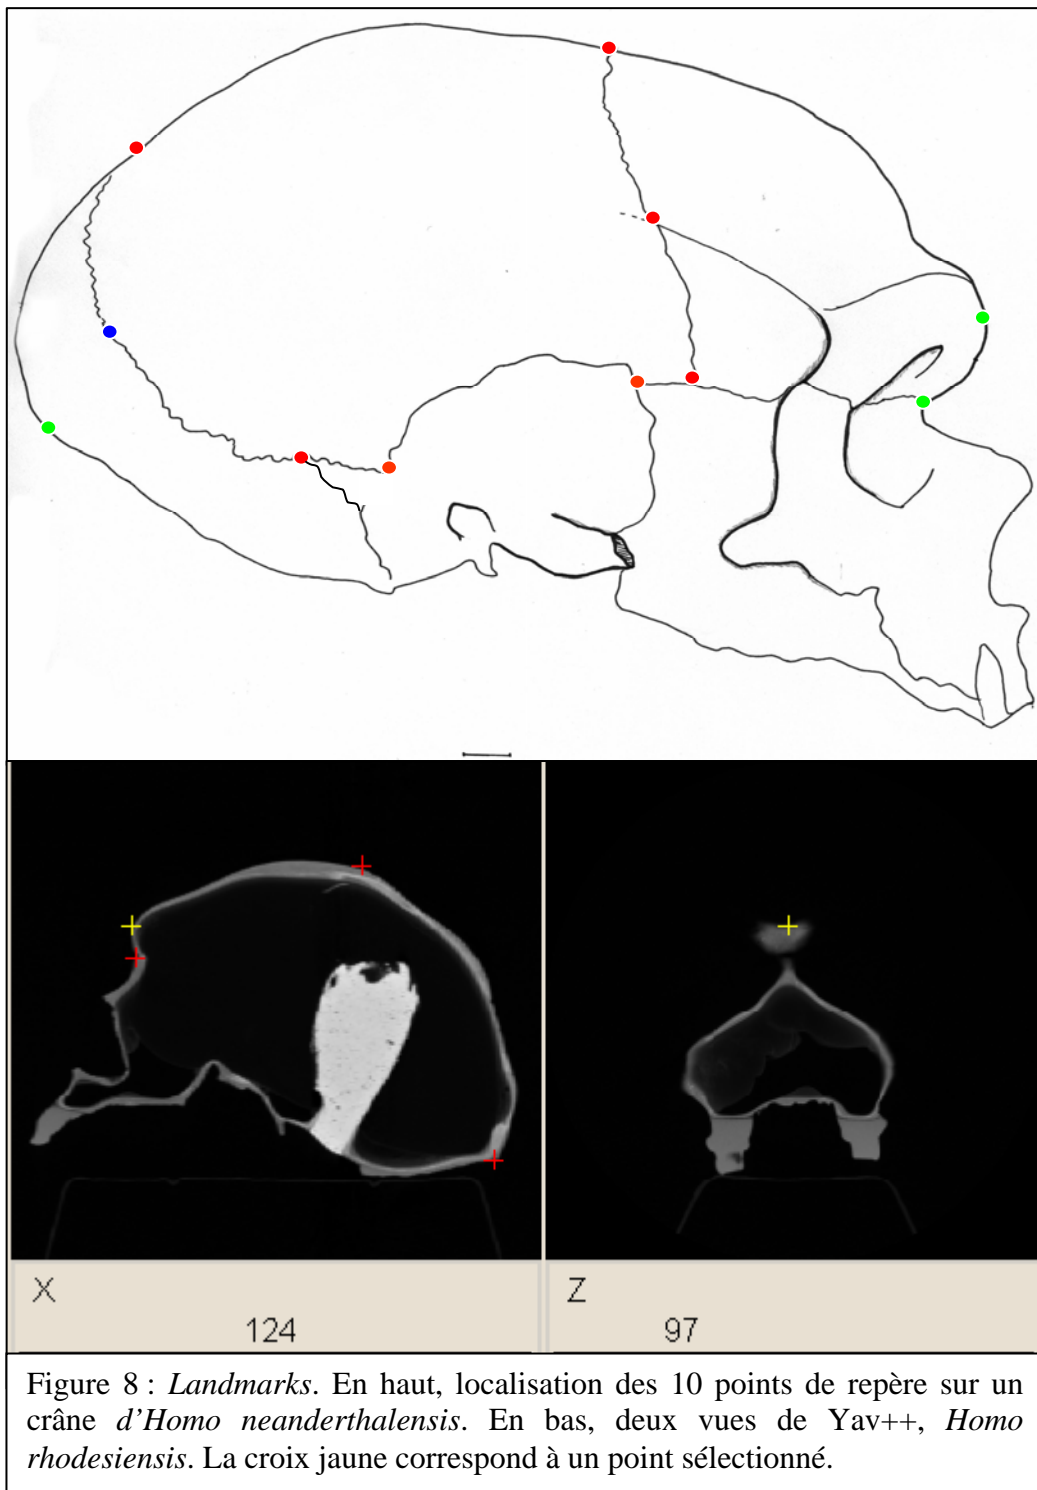 X
124
Z
97
Figure 8 : Landmarks. En haut, localisation des 10 points de repère sur un
crâne d’Homo neanderthalensis. En bas, deux vues de Yav++, Homo
rhodesiensis. La croix jaune correspond à un point sélectionné.